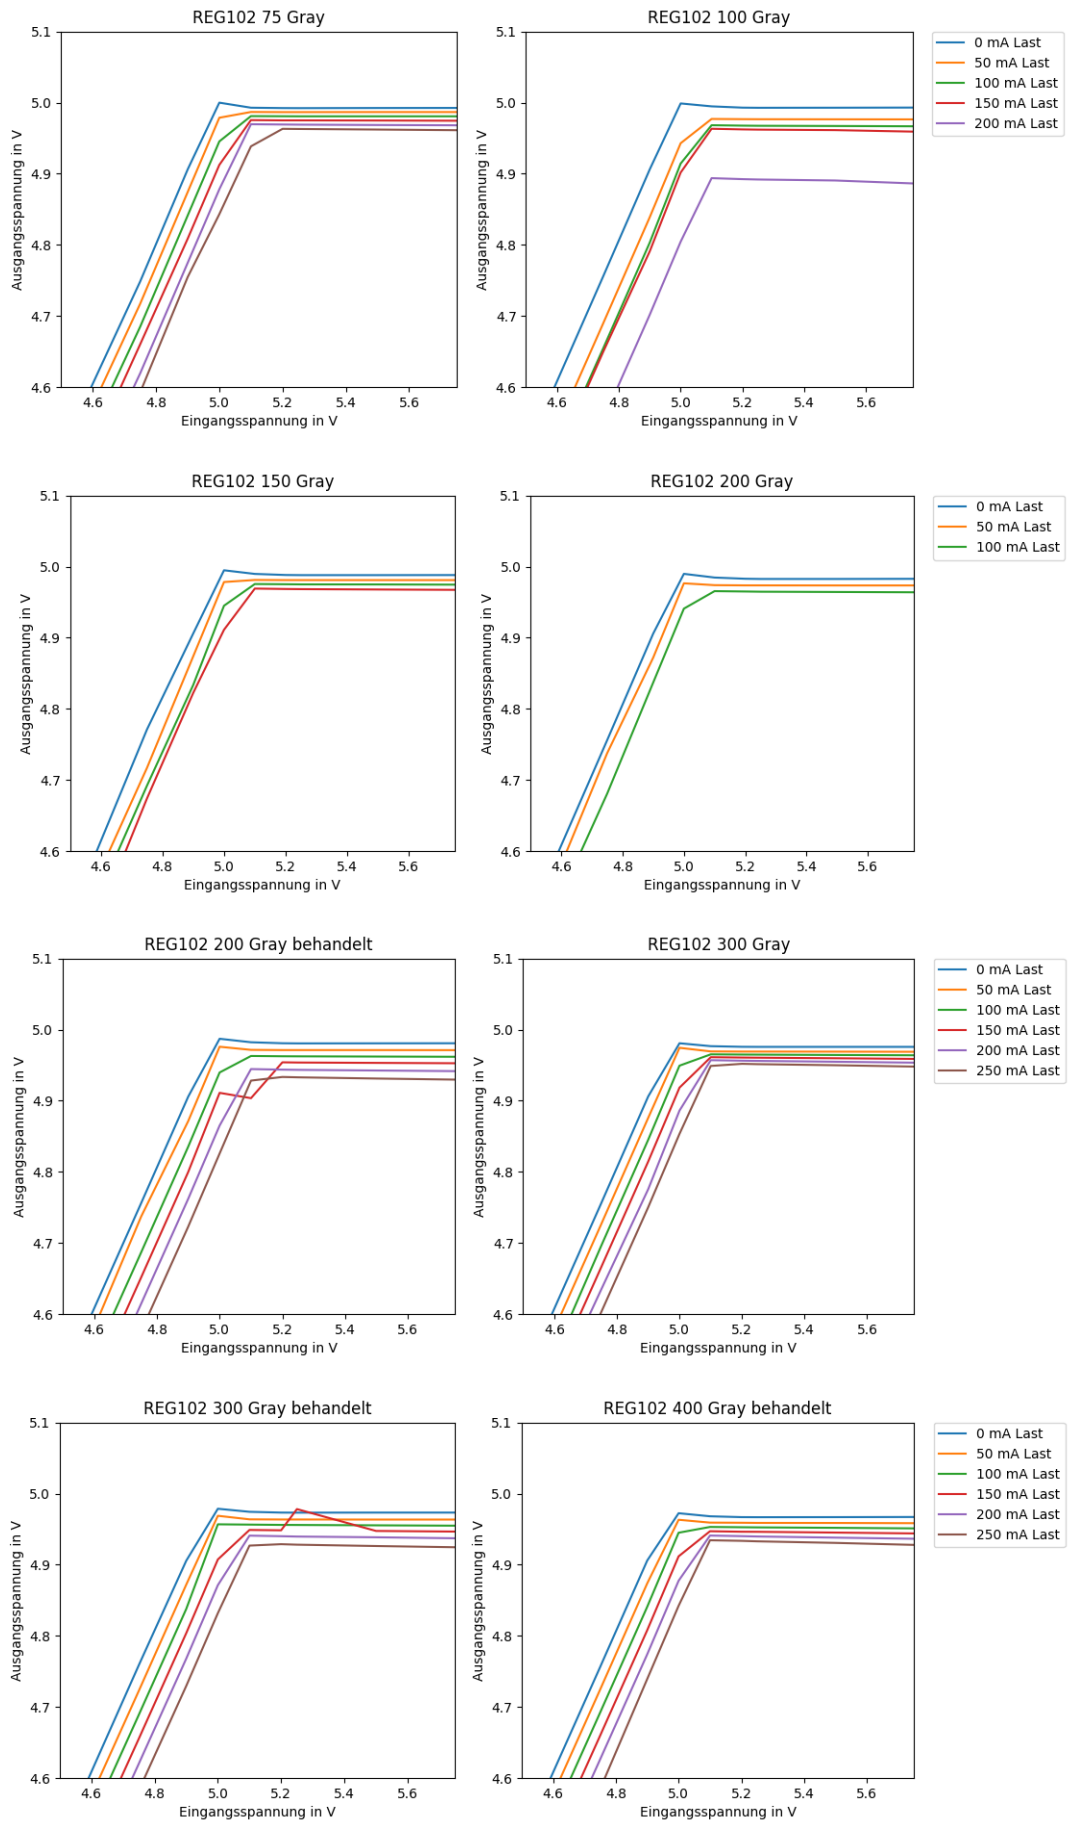 REG102 75 Gray
5.1
5.0
4.9
4.8
4.7
4.6
Ausgangsspannung in V
4.6 4.8 5.0 5.2 5.4 5.6
Eingangsspannung in V
REG102 100 Gray
5.1
5.0
4.9
4.8
4.7
4.6
Ausgangsspannung in V
4.6 4.8 5.0 5.2 5.4 5.6
Eingangsspannung in V
0 mA Last
50 mA Last
100 mA Last
150 mA Last
200 mA Last
REG102 150 Gray
5.1
5.0
4.9
4.8
4.7
4.6
Ausgangsspannung in V
4.6 4.8 5.0 5.2 5.4 5.6
Eingangsspannung in V
REG102 200 Gray
5.1
5.0
4.9
4.8
4.7
4.6
Ausgangsspannung in V
4.6 4.8 5.0 5.2 5.4 5.6
Eingangsspannung in V
0 mA Last
50 mA Last
100 mA Last
REG102 200 Gray behandelt
5.1
5.0
4.9
4.8
4.7
4.6
Ausgangsspannung in V
4.6 4.8 5.0 5.2 5.4 5.6
Eingangsspannung in V
REG102 300 Gray
5.1
5.0
4.9
4.8
4.7
4.6
Ausgangsspannung in V
4.6 4.8 5.0 5.2 5.4 5.6
Eingangsspannung in V
0 mA Last
50 mA Last
100 mA Last
150 mA Last
200 mA Last
250 mA Last
REG102 300 Gray behandelt
5.1
5.0
4.9
4.8
4.7
4.6
Ausgangsspannung in V
4.6 4.8 5.0 5.2 5.4 5.6
Eingangsspannung in V
REG102 400 Gray behandelt
5.1
5.0
4.9
4.8
4.7
4.6
Ausgangsspannung in V
4.6 4.8 5.0 5.2 5.4 5.6
Eingangsspannung in V
0 mA Last
50 mA Last
100 mA Last
150 mA Last
200 mA Last
250 mA Last